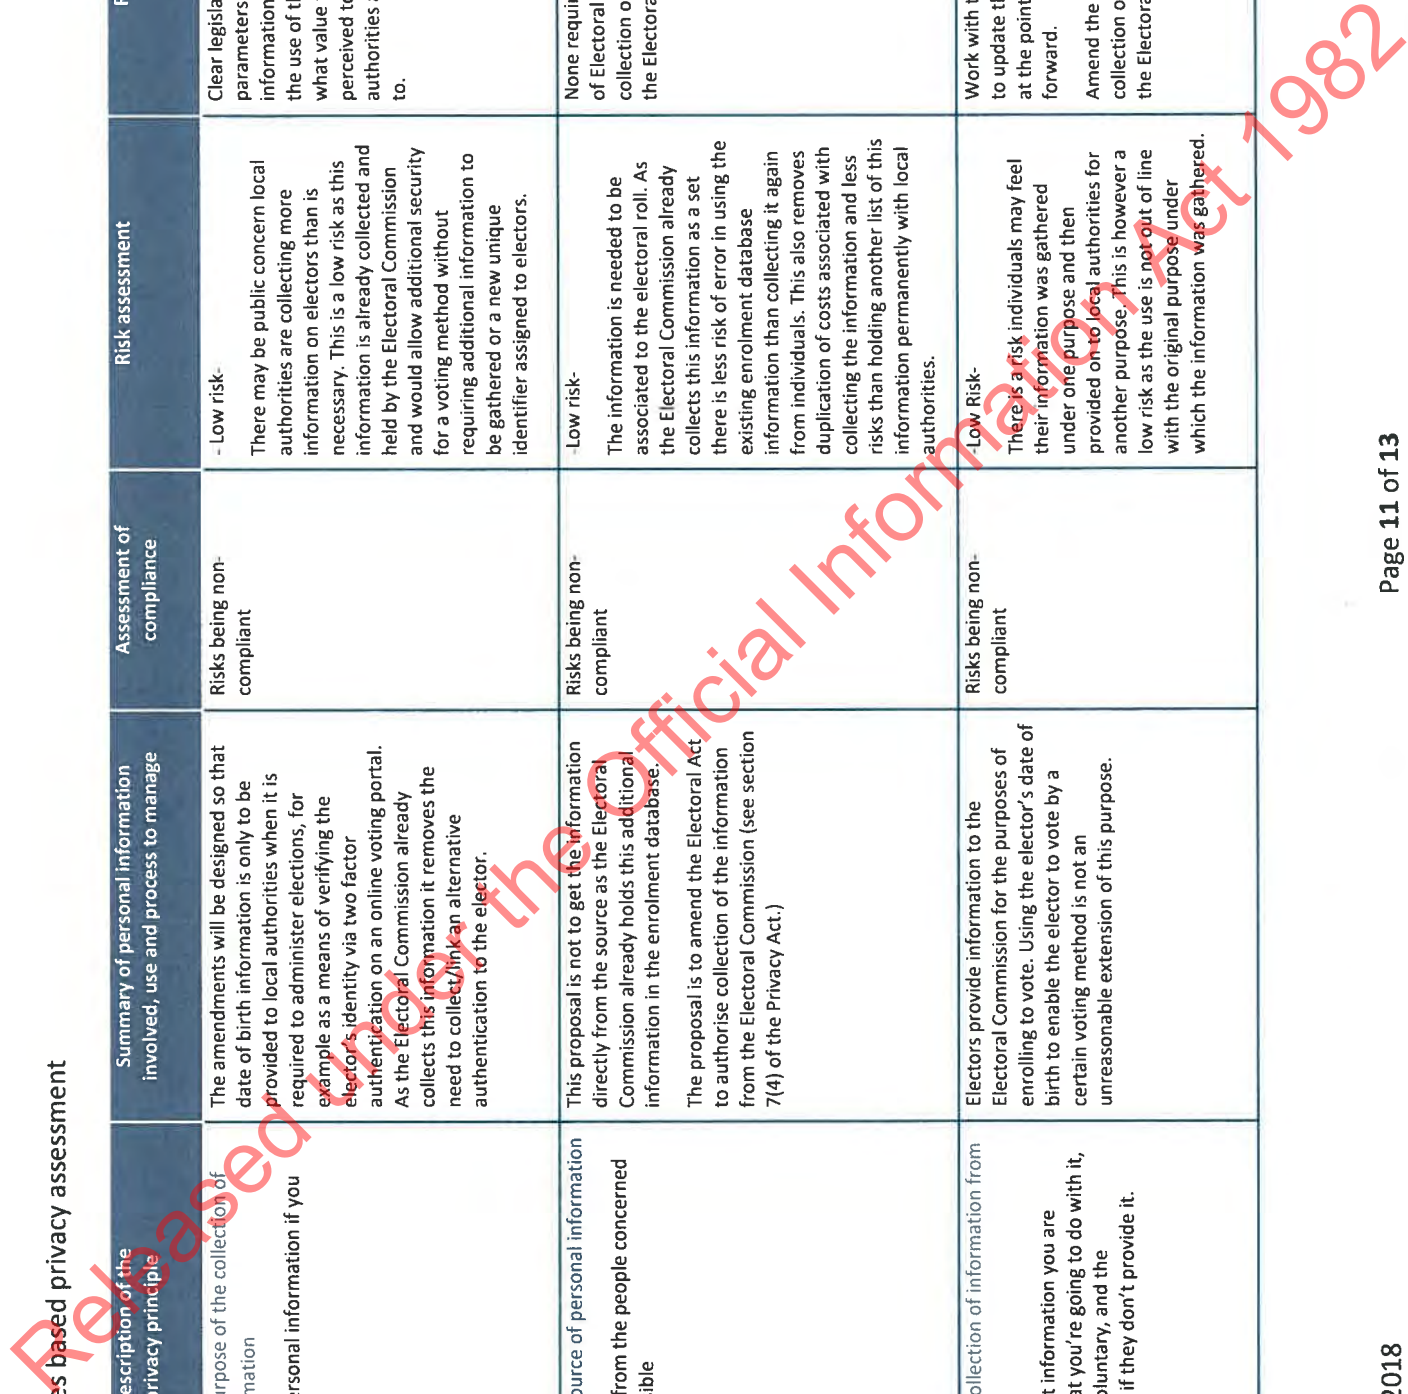 es based privacy assessment
escription of the
privacy principle
Summary of personal information
involved, use and process to manage
Assessment of
compliance
Risk assessment
rpose of the collection of
mation
ersonal information if you
The amendments will be designed so that
date of birth information is only to be
provided to local authorities when it is
required to administer elections, for
example as a means of verifying the
elector's identity via two factor
authentication on an online voting portal.
As the Electoral Commission already
collects this information it removes the
need to collect/link an alternative
authentication to the elector.
Risks being non-
compliant
- Low risk-
There may be public concern local
authorities are collecting more
information on electors than is
necessary. This is a low risk as this
information is already collected and
held by the Electoral Commission
and would allow additional security
for a voting method without
requiring additional information to
be gathered or a new unique
identifier assigned to electors.
Clear legisla
parameters
information
the use of th
what value
perceived to
authorities a
to.
ource of personal information
from the people concerned
sible
This proposal is not to get the information
directly from the source as the Electoral
Commission already holds this additional
information in the enrolment database.
The proposal is to amend the Electoral Act
to authorise collection of the information
from the Electoral Commission (see section
7(4) of the Privacy Act.)
Risks being non-
compliant
-Low risk-
The information is needed to be
associated to the electoral roll. As
the Electoral Commission already
collects this information as a set
there is less risk of error in using the
existing enrolment database
information than collecting it again
from individuals. This also removes
duplication of costs associated with
collecting the information and less
risks than holding another list of this
information permanently with local
authorities.
None requir
of Electoral
collection o
the Electora
ollection of information from
t information you are
at you're going to do with it,
oluntary, and the
if they don't provide it.
Electors provide information to the
Electoral Commission for the purposes of
enrolling to vote. Using the elector's date of
birth to enable the elector to vote by a
certain voting method is not an
unreasonable extension of this purpose.
Risks being non-
compliant
-Low Risk-
There is a risk individuals may feel
their information was gathered
under one purpose and then
provided on to local authorities for
another purpose. This is however a
low risk as the use is not out of line
with the original purpose under
which the information was gathered.
Work with t
to update th
at the point
forward.
Amend the
collection o
the Electora
2018
Page 11 of 13
Released under the Official Information Act 1982